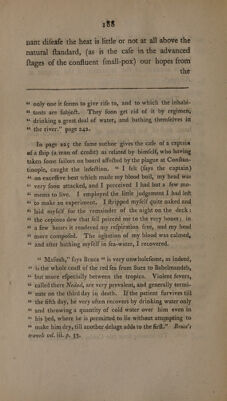 188
nant difeafe the heat is little or not at all above the
natural ſtandard, (as is the caſe in the advanced
ſtages of the confluent ſmall-pox) our hopes from
the
“ only one it ſeems to give riſe to, and to which the inhabi-
“ tants are ſubject. They ſoon get rid of it by regimen,
“ drinking a great deal of water, and bathing themſelves in
“ the river.” page 242.
In page 225 the ſame author gives the caſe of a captain
of a ſhip (a man of credit) as related by himſelf, who having
taken ſome ſailors on board affected by the plague at Conſtan-
tinople, caught the infection. “ I felt (ſays the captain)
“ an exceſſive heat which made my blood boil, my head was
“ very ſoon attacked, and I perceived I had but a few mo-
“ ments to live. I employed the little judgement I had left
“ to make an experiment. I ſtripped myſelf quite naked and
“ laid myſelf for the remainder of the night on the deck:
“ the copious dew that fell pierced me to the very bones; in
“ a few hours it rendered my reſpiration free, and my head
“ more compoſed. The agitation of my blood was calmed,
“ and after bathing myſelf in ſea-water, I recovered.
“ Maſuah,” ſays Bruce “ is very unwholeſome, as indeed,
“ is the whole coaſt of the red ſea from Suez to Babelmandeb,
“ but more eſpecially between the tropics. Violent fevers,
“ called there Nedad, are very prevalent, and generally termi-
“ nate on the third day in death. If the patient ſurvives till
“ the fifth day, he very often recovers by drinking water only
“ and throwing a quantity of cold water over him even in
“ his bed, where he is permitted to lie without attempting to
“ make him dry, till another deluge adds to the firſt.” Bruce's
travels vol. iii. p. 33.